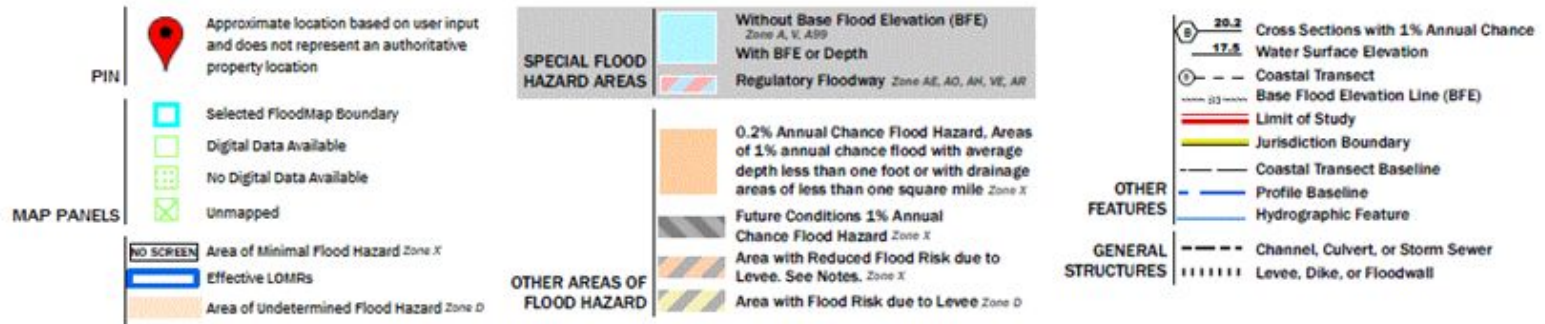 Approximate location based on user input
and does not represent an authoritative
property location
PIN
Selected FloodMap Boundary
Digital Data Available
No Digital Data Available
Unmapped
MAP PANELS
NO SCREEN Area of Minimal Flood Hazard Zone X
Effective LOMRs
Area of Undetermined Flood Hazard Zone D
SPECIAL FLOOD
HAZARD AREAS
Without Base Flood Elevation (BFE)
Zone A, V, A99
With BFE or Depth
Regulatory Floodway Zone AE, AO, AH, VE, AR
0.2% Annual Chance Flood Hazard, Areas
of 1% annual chance flood with average
depth less than one foot or with drainage
areas of less than one square mile Zone X
Future Conditions 1% Annual
Chance Flood Hazard Zone X
Area with Reduced Flood Risk due to
Levee. See Notes. Zone X
Area with Flood Risk due to Levee Zone D
OTHER AREAS OF
FLOOD HAZARD
20.2 Cross Sections with 1% Annual Chance
17.5 Water Surface Elevation
Coastal Transect
Base Flood Elevation Line (BFE)
Limit of Study
Jurisdiction Boundary
Coastal Transect Baseline
Profile Baseline
Hydrographic Feature
OTHER
FEATURES
GENERAL
STRUCTURES
Channel, Culvert, or Storm Sewer
Levee, Dike, or Floodwall